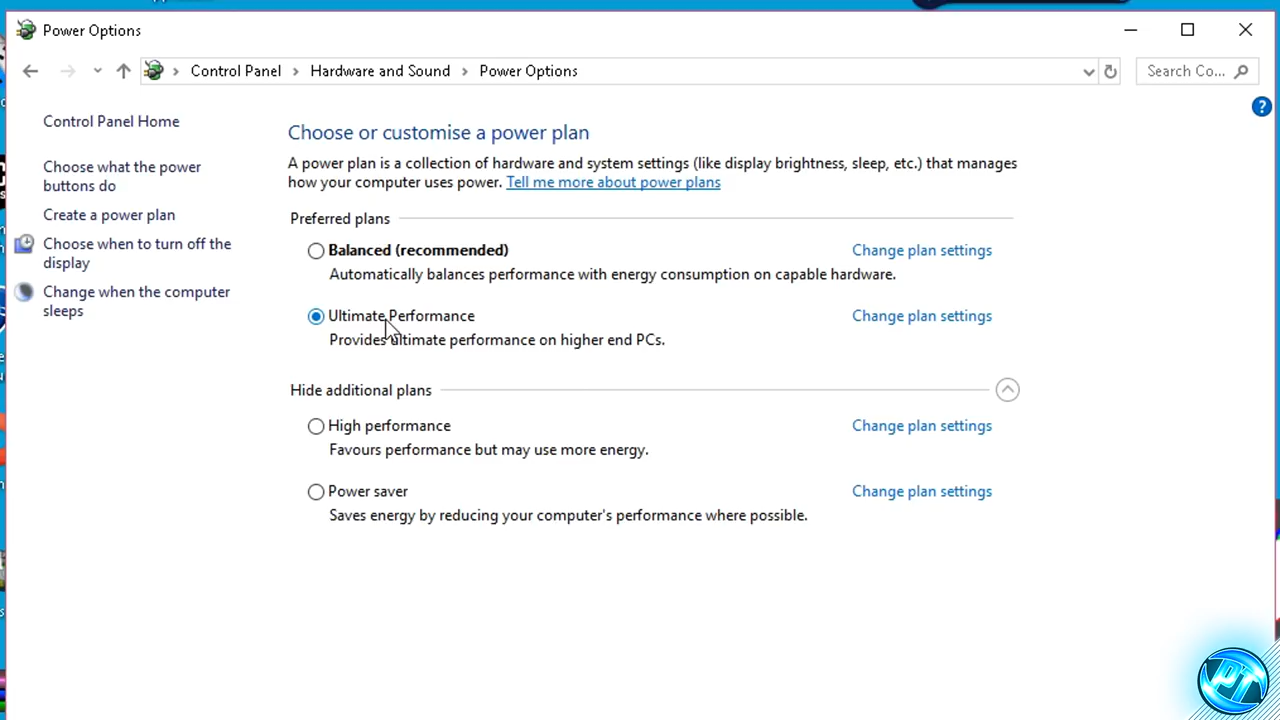 Power Options
Control Panel > Hardware and Sound > Power Options
Search Co...
Control Panel Home
Choose what the power
buttons do
Create a power plan
Choose when to turn off the
display
Change when the computer
sleeps
Choose or customise a power plan
A power plan is a collection of hardware and system settings (like display brightness, sleep, etc.) that manages
how your computer uses power. Tell me more about power plans
Preferred plans
Balanced (recommended) Change plan settings
Automatically balances performance with energy consumption on capable hardware.
Ultimate Performance Change plan settings
Provides ultimate performance on higher end PCs.
Hide additional plans
High performance Change plan settings
Favours performance but may use more energy.
Power saver Change plan settings
Saves energy by reducing your computer's performance where possible.
?
PT